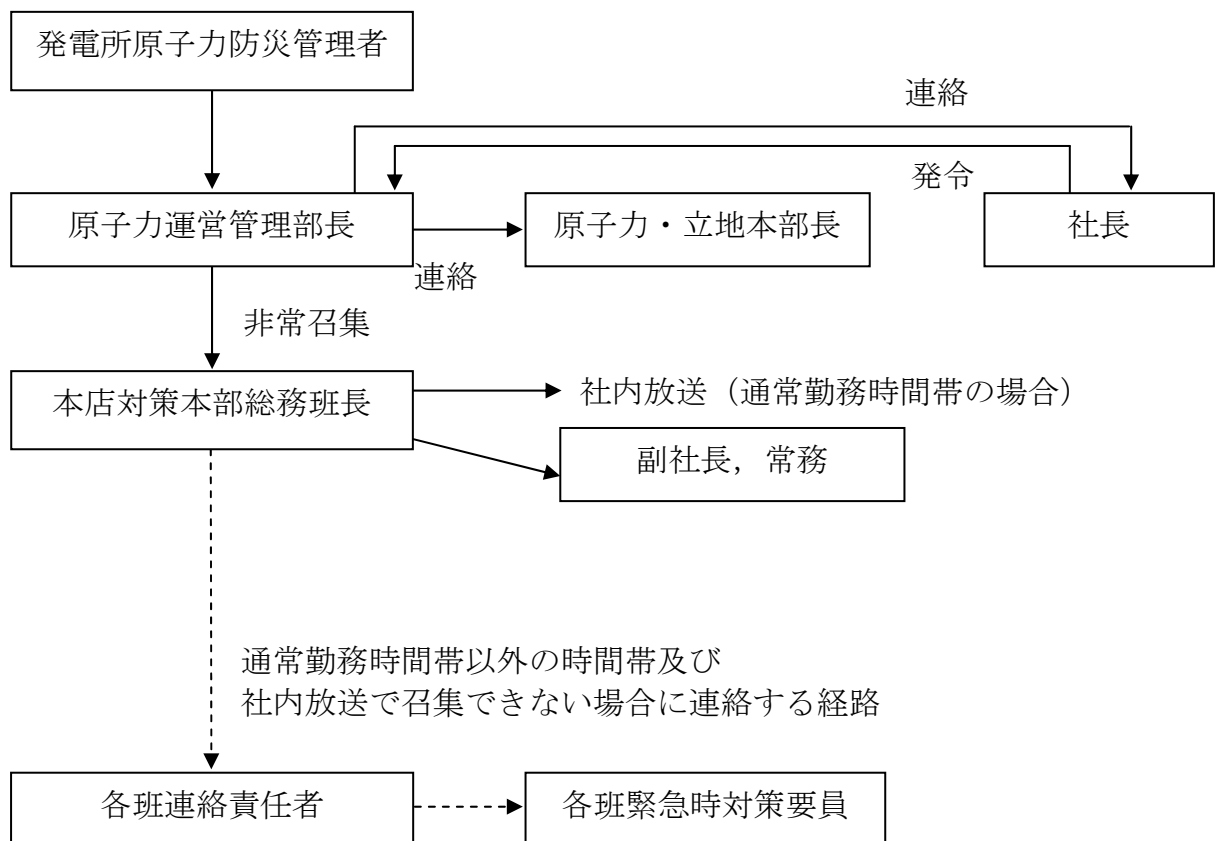 発電所原子力防災管理者
連絡
発令
原子力運営管理部長
原子力・立地本部長
社長
連絡
非常召集
本店対策本部総務班長
社内放送（通常勤務時間帯の場合）
副社長，常務
通常勤務時間帯以外の時間帯及び
社内放送で召集できない場合に連絡する経路
各班連絡責任者
各班緊急時対策要員